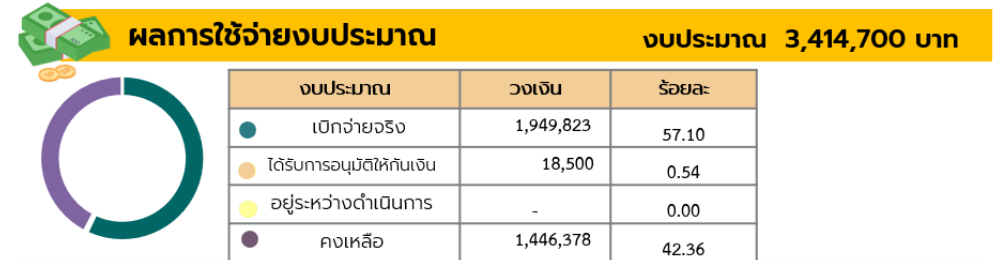 ผลการใช้จ่ายงบประมาณ งบประมาณ 3,414,700 บาท
งบประมาณ วงเงิน ร้อยละ
เบิกจ่ายจริง 1,949,823 57.10
ได้รับการอนุมัติให้กันเงิน 18,500 0.54
อยู่ระหว่างดำเนินการ - 0.00
คงเหลือ 1,446,378 42.36